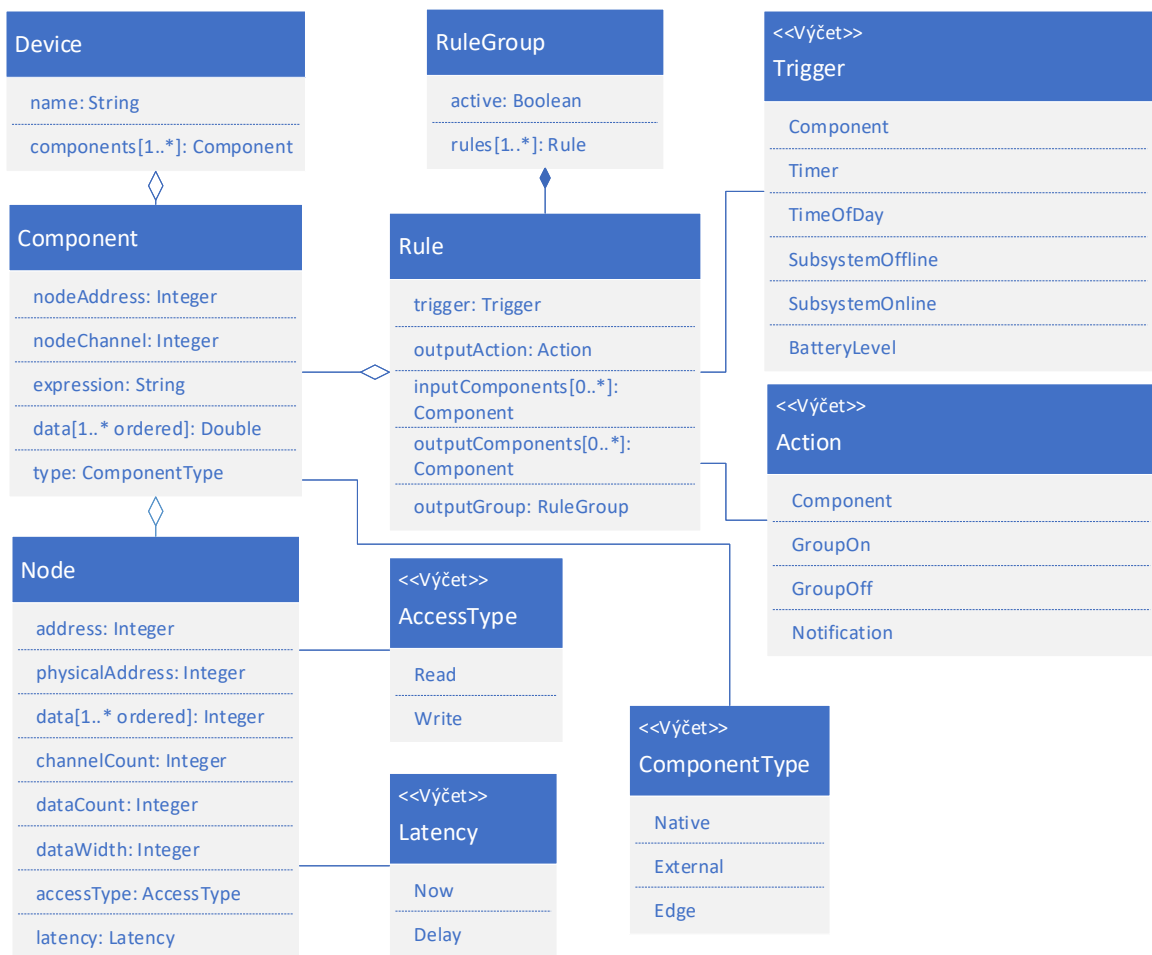 Device
name: String
components[1..*]: Component
RuleGroup
active: Boolean
rules[1..*]: Rule
<<Výčet>>
Trigger
Component
Timer
TimeOfDay
SubsystemOffline
SubsystemOnline
BatteryLevel
Component
nodeAddress: Integer
nodeChannel: Integer
expression: String
data[1..* ordered]: Double
type: ComponentType
Rule
trigger: Trigger
outputAction: Action
inputComponents[0..*]:
Component
outputComponents[0..*]:
Component
outputGroup: RuleGroup
<<Výčet>>
Action
Component
GroupOn
GroupOff
Notification
Node
address: Integer
physicalAddress: Integer
data[1..* ordered]: Integer
channelCount: Integer
dataCount: Integer
dataWidth: Integer
accessType: AccessType
latency: Latency
<<Výčet>>
AccessType
Read
Write
<<Výčet>>
Latency
Now
Delay
<<Výčet>>
ComponentType
Native
External
Edge